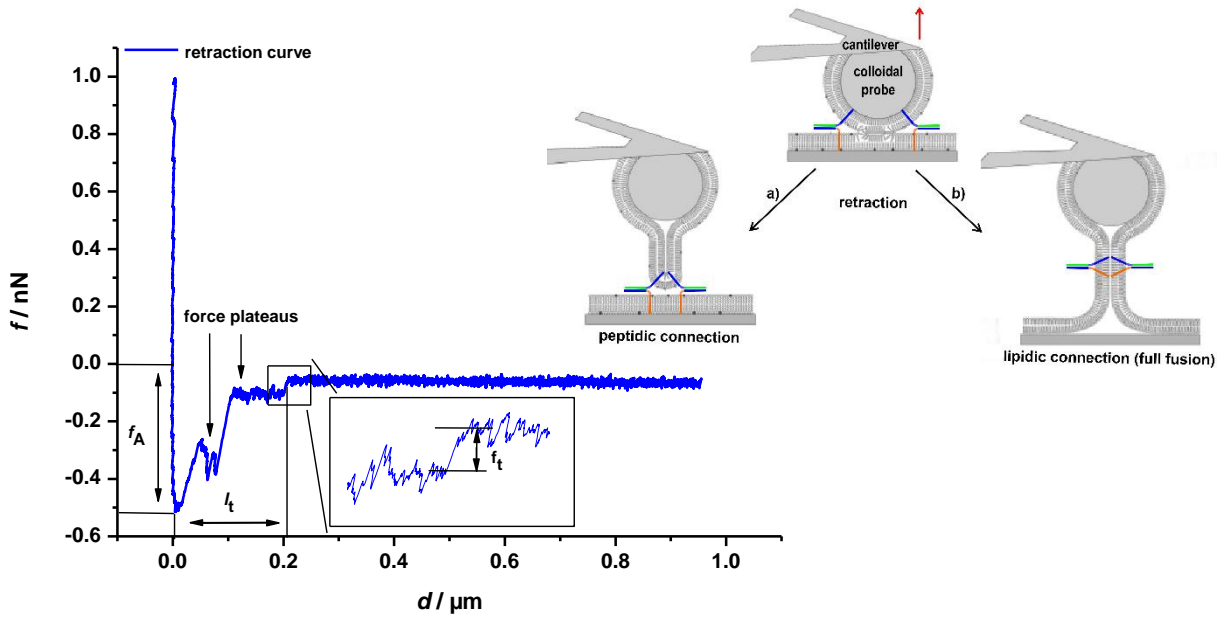 retraction curve
1.0
0.8
0.6
0.4
0.2
0.0
-0.2
-0.4
-0.6
f / nN
force plateaus
f_A
l_t
f_t
0.0
0.2
0.4
0.6
0.8
1.0
d / µm
cantilever
colloidal
probe
a)
retraction
b)
peptidic connection
lipidic connection (full fusion)